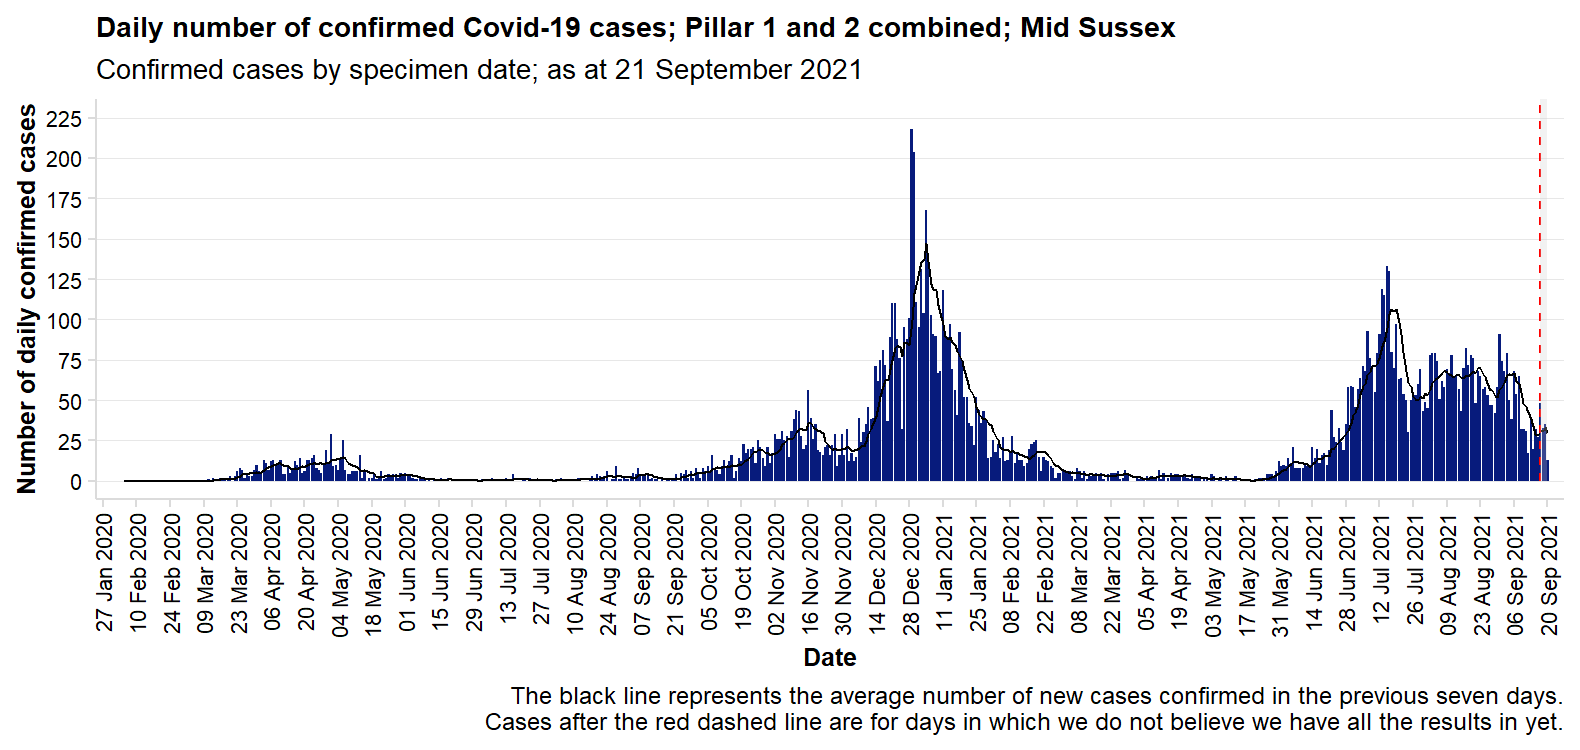 Daily number of confirmed Covid-19 cases; Pillar 1 and 2 combined; Mid Sussex
Confirmed cases by specimen date; as at 21 September 2021
Number of daily confirmed cases
225
200
175
150
125
100
75
50
25
0
27 Jan 2020
10 Feb 2020
24 Feb 2020
09 Mar 2020
23 Mar 2020
06 Apr 2020
20 Apr 2020
04 May 2020
18 May 2020
01 Jun 2020
15 Jun 2020
29 Jun 2020
13 Jul 2020
27 Jul 2020
10 Aug 2020
24 Aug 2020
07 Sep 2020
21 Sep 2020
05 Oct 2020
19 Oct 2020
02 Nov 2020
16 Nov 2020
30 Nov 2020
14 Dec 2020
28 Dec 2020
11 Jan 2021
25 Jan 2021
08 Feb 2021
22 Feb 2021
08 Mar 2021
22 Mar 2021
05 Apr 2021
19 Apr 2021
03 May 2021
17 May 2021
31 May 2021
14 Jun 2021
28 Jun 2021
12 Jul 2021
26 Jul 2021
09 Aug 2021
23 Aug 2021
06 Sep 2021
20 Sep 2021
Date
The black line represents the average number of new cases confirmed in the previous seven days.
Cases after the red dashed line are for days in which we do not believe we have all the results in yet.